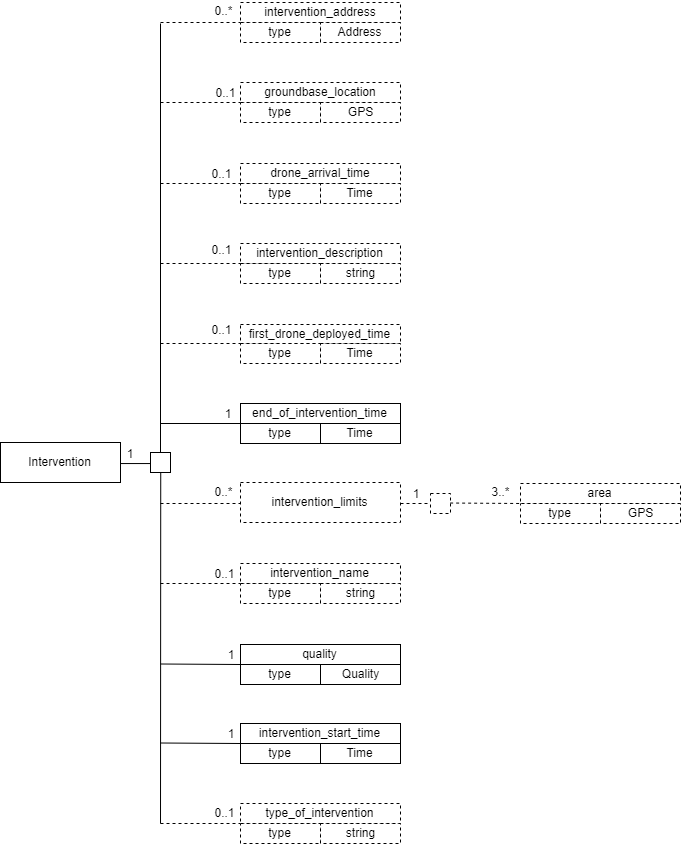 0..*
intervention_address
type Address
0..1
groundbase_location
type GPS
0..1
drone_arrival_time
type Time
0..1
intervention_description
type string
0..1
first_drone_deployed_time
type Time
1
end_of_intervention_time
type Time
Intervention
1
0..*
intervention_limits
1
3..*
area
type GPS
0..1
intervention_name
type string
1
quality
type Quality
1
intervention_start_time
type Time
0..1
type_of_intervention
type string